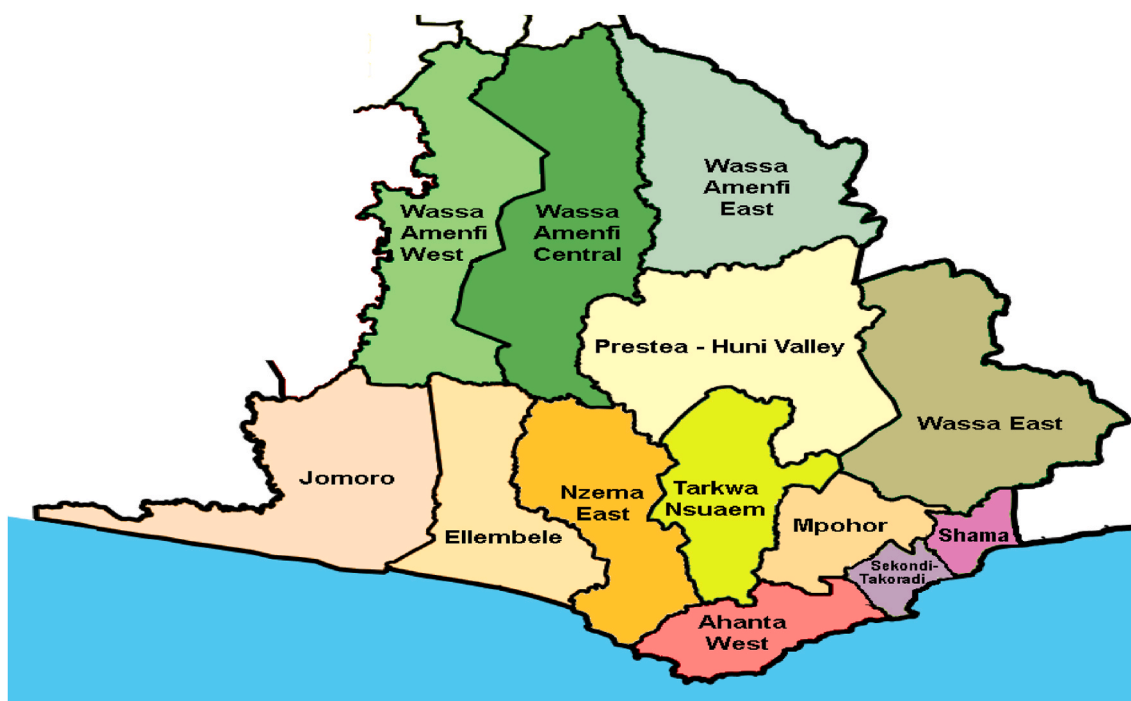 Wassa
Amenfi
East
Wassa
Amenfi
West
Wassa
Amenfi
Central
Prestea - Huni Valley
Wassa East
Jomoro
Ellembele
Nzema
East
Tarkwa
Nsuaem
Mpohor
Shama
Sekondi-
Takoradi
Ahanta
West